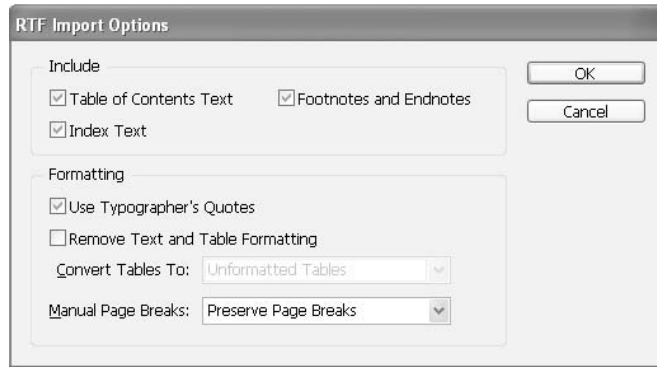 RTF Import Options
Include
Table of Contents Text Footnotes and Endnotes
Index Text
OK
Cancel
Formatting
Use Typographer's Quotes
Remove Text and Table Formatting
Convert Tables To: Unformatted Tables
Manual Page Breaks: Preserve Page Breaks